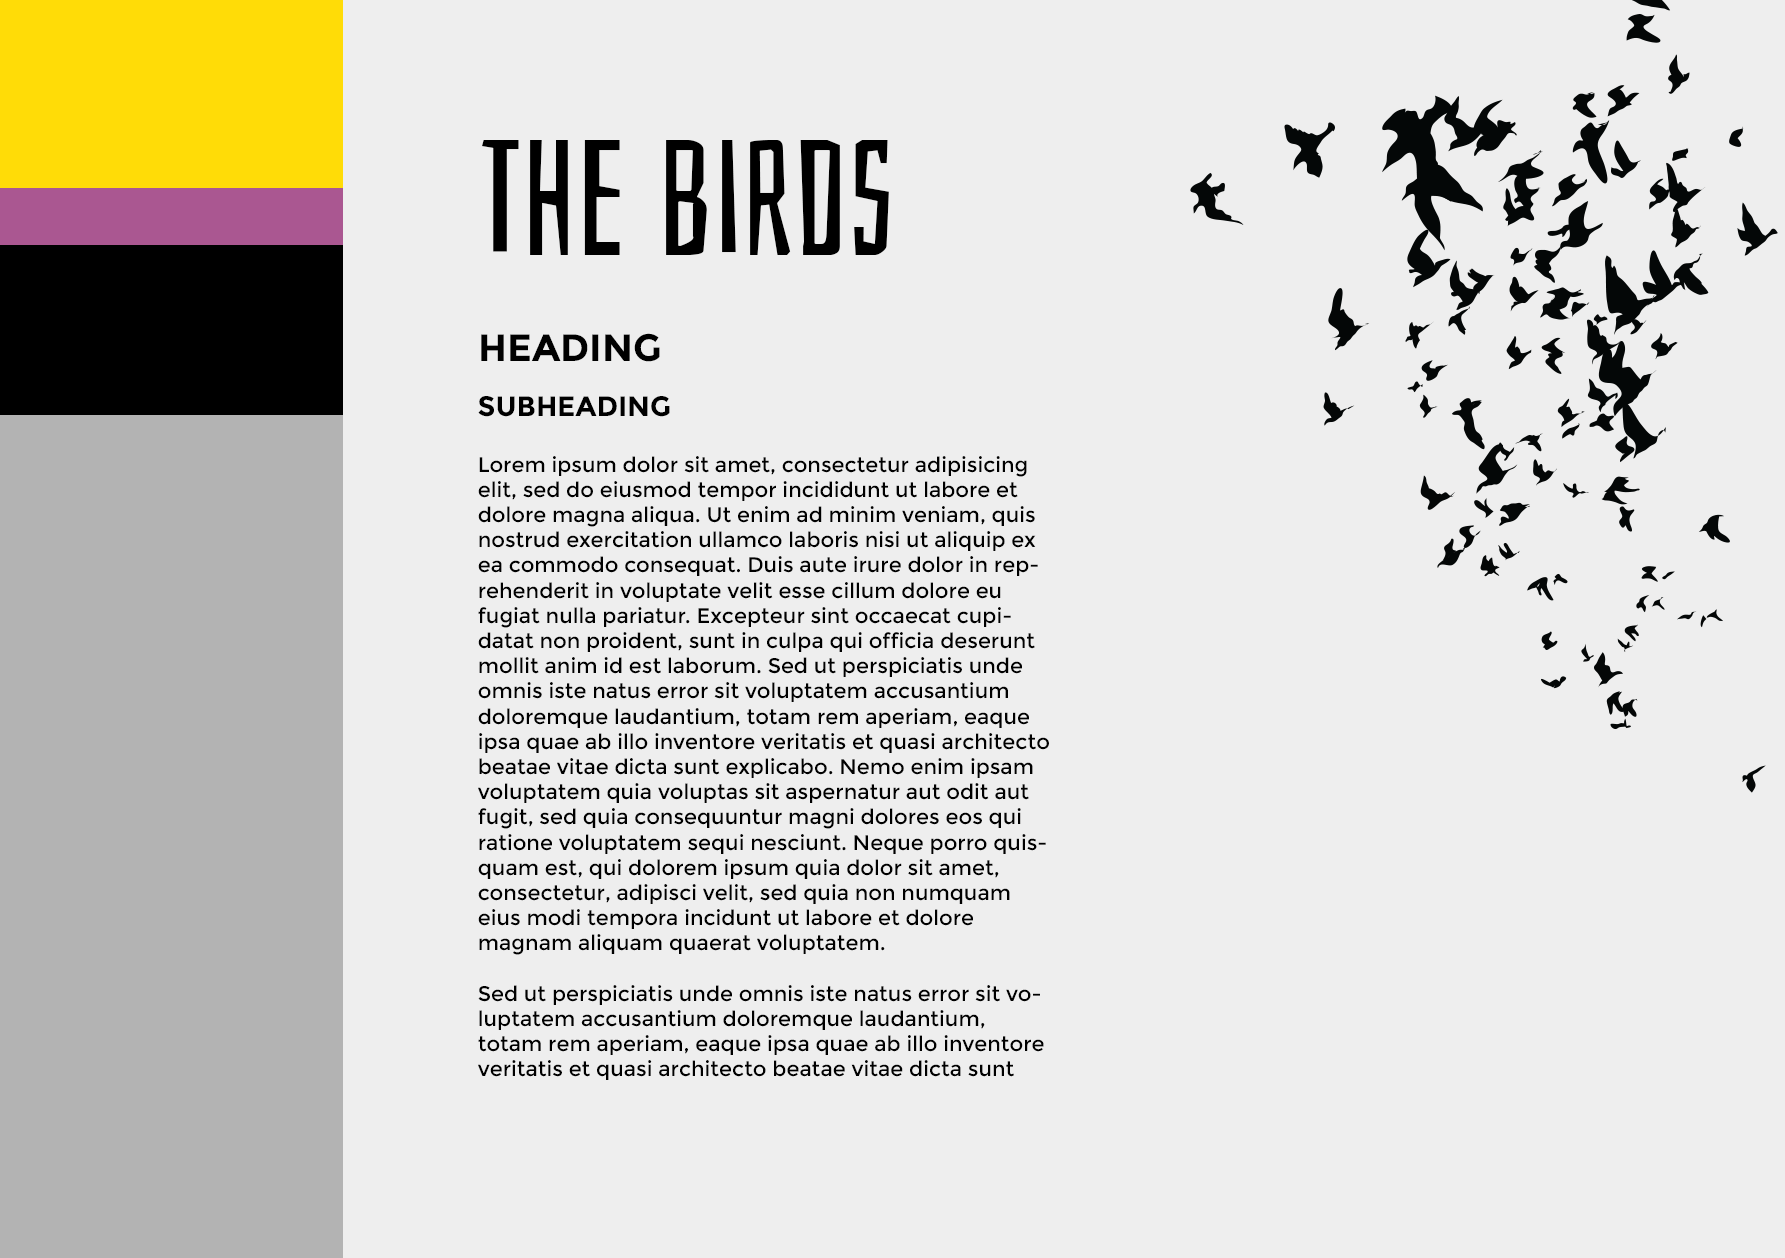 THE BIRDS
HEADING
SUBHEADING
Lorem ipsum dolor sit amet, consectetur adipisicing
elit, sed do eiusmod tempor incididunt ut labore et
dolore magna aliqua. Ut enim ad minim veniam, quis
nostrud exercitation ullamco laboris nisi ut aliquip ex
ea commodo consequat. Duis aute irure dolor in rep-
rehenderit in voluptate velit esse cillum dolore eu
fugiat nulla pariatur. Excepteur sint occaecat cupi-
datat non proident, sunt in culpa qui officia deserunt
mollit anim id est laborum. Sed ut perspiciatis unde
omnis iste natus error sit voluptatem accusantium
doloremque laudantium, totam rem aperiam, eaque
ipsa quae ab illo inventore veritatis et quasi architecto
beatae vitae dicta sunt explicabo. Nemo enim ipsam
voluptatem quia voluptas sit aspernatur aut odit aut
fugit, sed quia consequuntur magni dolores eos qui
ratione voluptatem sequi nesciunt. Neque porro quis-
quam est, qui dolorem ipsum quia dolor sit amet,
consectetur, adipisci velit, sed quia non numquam
eius modi tempora incidunt ut labore et dolore
magnam aliquam quaerat voluptatem.
Sed ut perspiciatis unde omnis iste natus error sit vo-
luptatem accusantium doloremque laudantium,
totam rem aperiam, eaque ipsa quae ab illo inventore
veritatis et quasi architecto beatae vitae dicta sunt